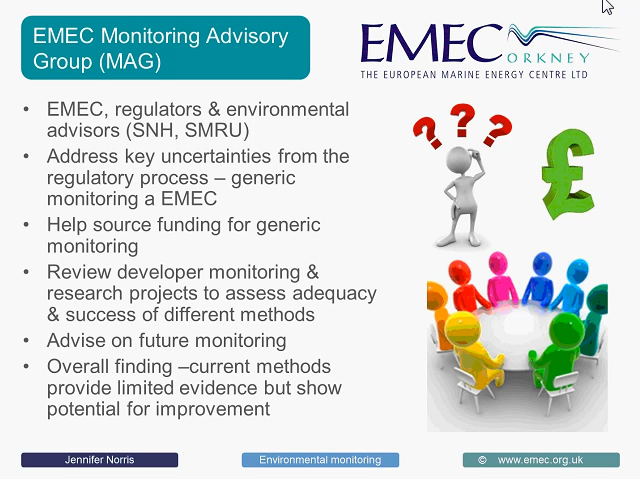 EMEC Monitoring Advisory
Group (MAG)
EMEC
ORKNEY
THE EUROPEAN MARINE ENERGY CENTRE LTD
• EMEC, regulators & environmental
advisors (SNH, SMRU)
• Address key uncertainties from the
regulatory process – generic
monitoring a EMEC
• Help source funding for generic
monitoring
• Review developer monitoring &
research projects to assess adequacy
& success of different methods
• Advise on future monitoring
• Overall finding –current methods
provide limited evidence but show
potential for improvement
???
£
Jennifer Norris
Environmental monitoring
© www.emec.org.uk